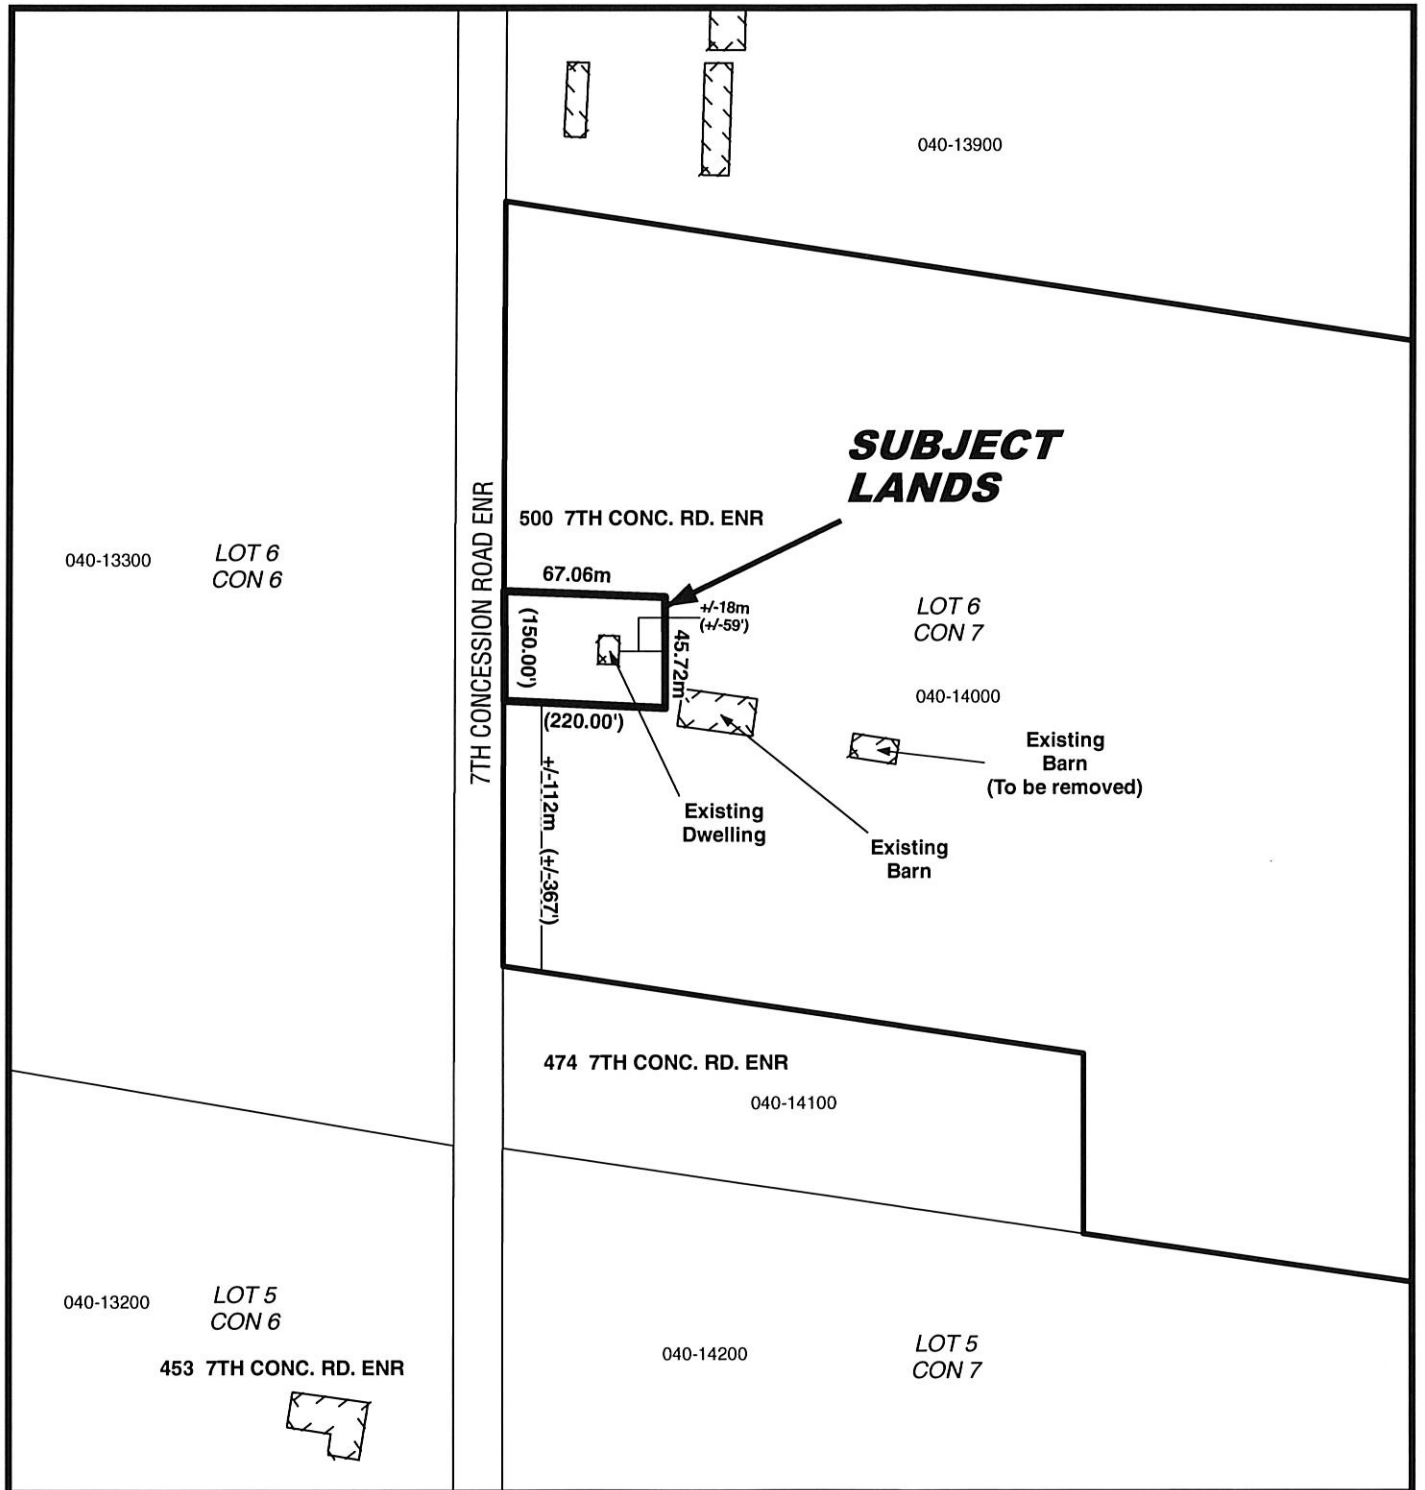 040-13900
SUBJECT
LANDS
7TH CONCESSION ROAD ENR
500 7TH CONC. RD. ENR
040-13300
LOT 6
CON 6
67.06m
+/-18m
(+/-59')
LOT 6
CON 7
(150.00')
45.72m
040-14000
(220.00')
Existing
Barn
(To be removed)
+/-112m (+/-367')
Existing
Dwelling
Existing
Barn
474 7TH CONC. RD. ENR
040-14100
040-13200
LOT 5
CON 6
453 7TH CONC. RD. ENR
040-14200
LOT 5
CON 7